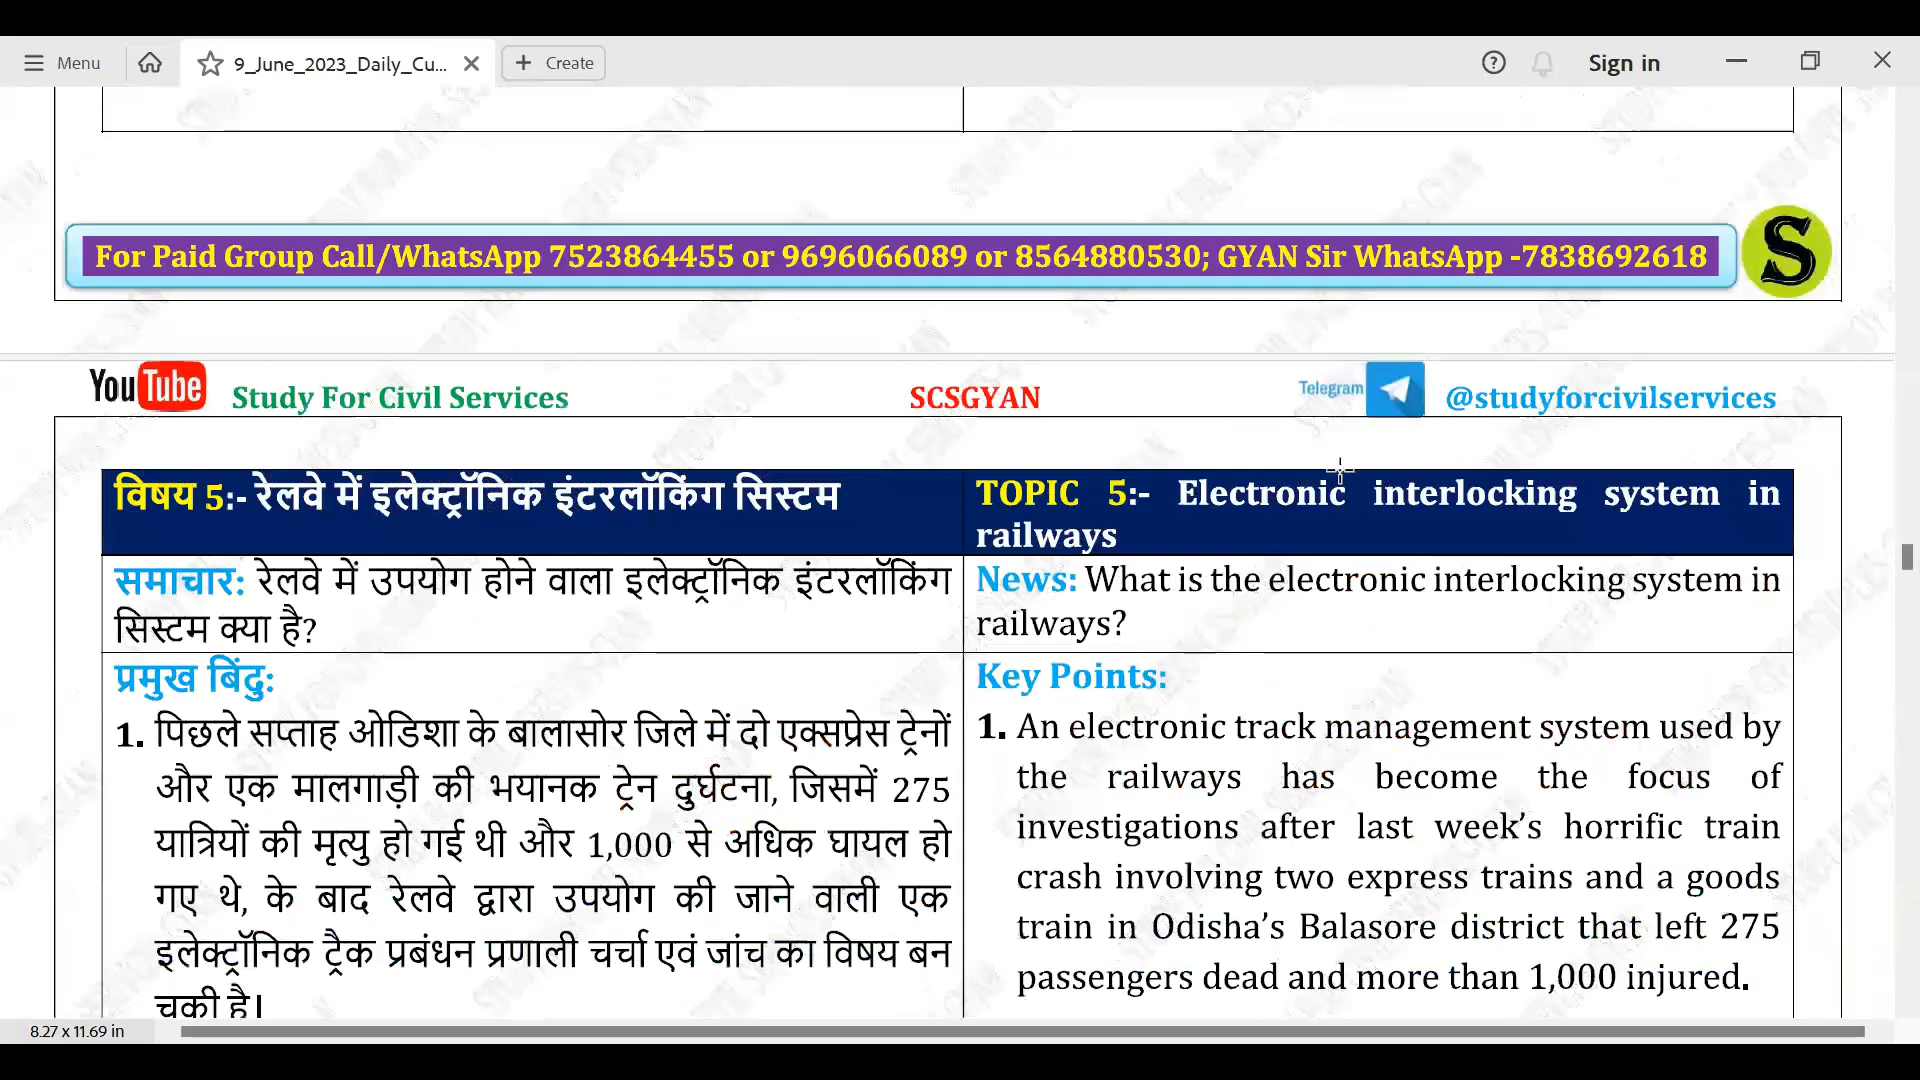 Menu
9_June_2023_Daily_Cu...
Create
Sign in
For Paid Group Call/WhatsApp 7523864455 or 9696066089 or 8564880530; GYAN Sir WhatsApp -7838692618
S
YouTube Study For Civil Services SCSGYAN Telegram @studyforcivilservices
विषय 5:- रेलवे में इलेक्ट्रॉनिक इंटरलॉकिंग सिस्टम
समाचार: रेलवे में उपयोग होने वाला इलेक्ट्रॉनिक इंटरलॉकिंग
सिस्टम क्या है?
प्रमुख बिंदु:
1. पिछले सप्ताह ओडिशा के बालासोर जिले में दो एक्सप्रेस ट्रेनों
और एक मालगाड़ी की भयानक ट्रेन दुर्घटना, जिसमें 275
यात्रियों की मृत्यु हो गई थी और 1,000 से अधिक घायल हो
गए थे, के बाद रेलवे द्वारा उपयोग की जाने वाली एक
इलेक्ट्रॉनिक ट्रैक प्रबंधन प्रणाली चर्चा एवं जांच का विषय बन
चुकी है।
TOPIC 5:- Electronic interlocking system in
railways
News: What is the electronic interlocking system in
railways?
Key Points:
1. An electronic track management system used by
the railways has become the focus of
investigations after last week’s horrific train
crash involving two express trains and a goods
train in Odisha’s Balasore district that left 275
passengers dead and more than 1,000 injured.
8.27 x 11.69 in